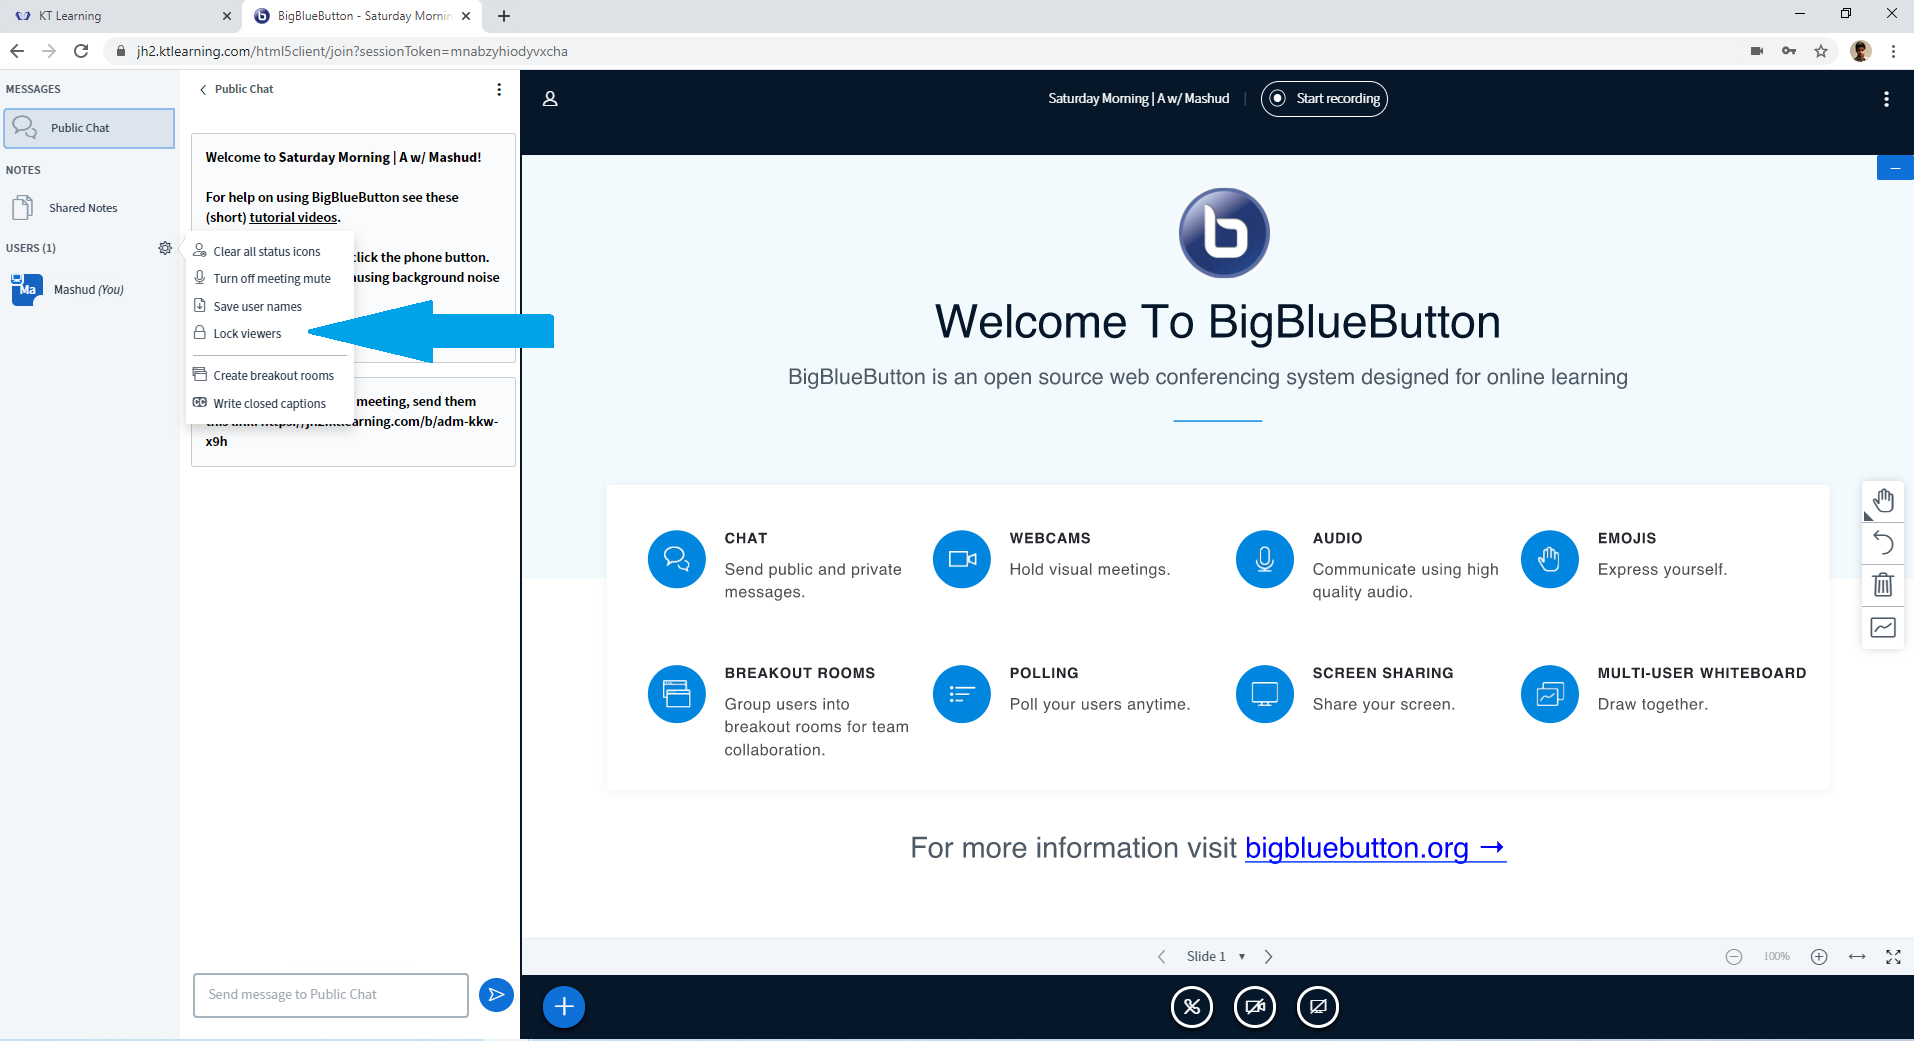 KT Learning
BigBlueButton - Saturday Mornin
jh2.ktlearning.com/html5client/join?sessionToken=mnabzyhiodyvxcha
MESSAGES
Public Chat
NOTES
Shared Notes
USERS (1)
Ma
Mashud (You)
Public Chat
Welcome to Saturday Morning | A w/ Mashud!
For help on using BigBlueButton see these
(short) tutorial videos.
click the phone button.
ausing background noise
meeting, send them
this link: https://jh2.ktlearning.com/b/adm-kkw-
x9h
Clear all status icons
Turn off meeting mute
Save user names
Lock viewers
Create breakout rooms
CC Write closed captions
Send message to Public Chat
Saturday Morning | A w/ Mashud
Start recording
b
Welcome To BigBlueButton
BigBlueButton is an open source web conferencing system designed for online learning
CHAT
Send public and private
messages.
WEBCAMS
Hold visual meetings.
AUDIO
Communicate using high
quality audio.
EMOJIS
Express yourself.
BREAKOUT ROOMS
Group users into
breakout rooms for team
collaboration.
POLLING
Poll your users anytime.
SCREEN SHARING
Share your screen.
MULTI-USER WHITEBOARD
Draw together.
For more information visit bigbluebutton.org →
Slide 1
100%